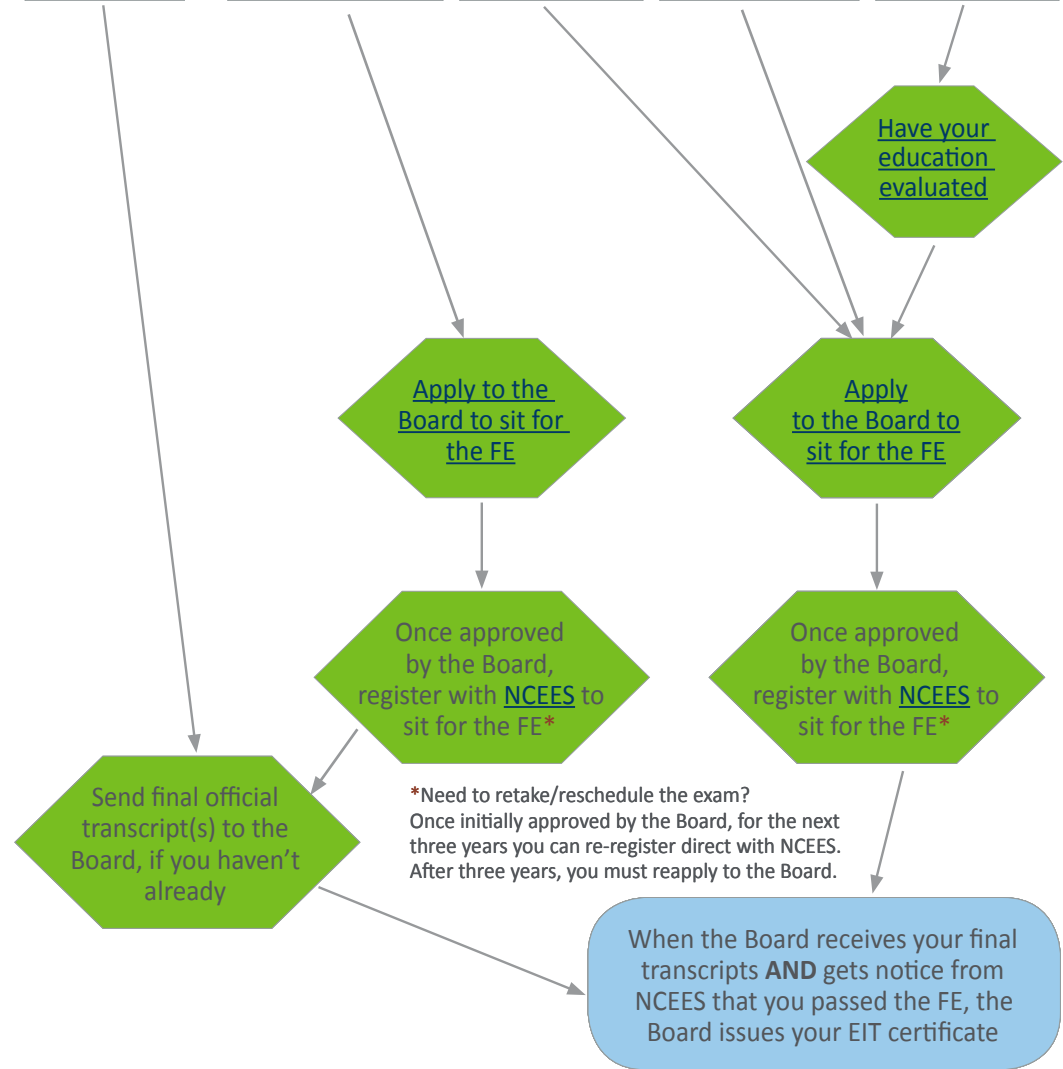 Have your
education
evaluated
Apply to the
Board to sit for
the FE
Apply
to the Board to
sit for the FE
Once approved
by the Board,
register with NCEES to
sit for the FE*
Once approved
by the Board,
register with NCEES to
sit for the FE*
Send final official
transcript(s) to the
Board, if you haven’t
already
*Need to retake/reschedule the exam?
Once initially approved by the Board, for the next
three years you can re-register direct with NCEES.
After three years, you must reapply to the Board.
When the Board receives your final
transcripts AND gets notice from
NCEES that you passed the FE, the
Board issues your EIT certificate